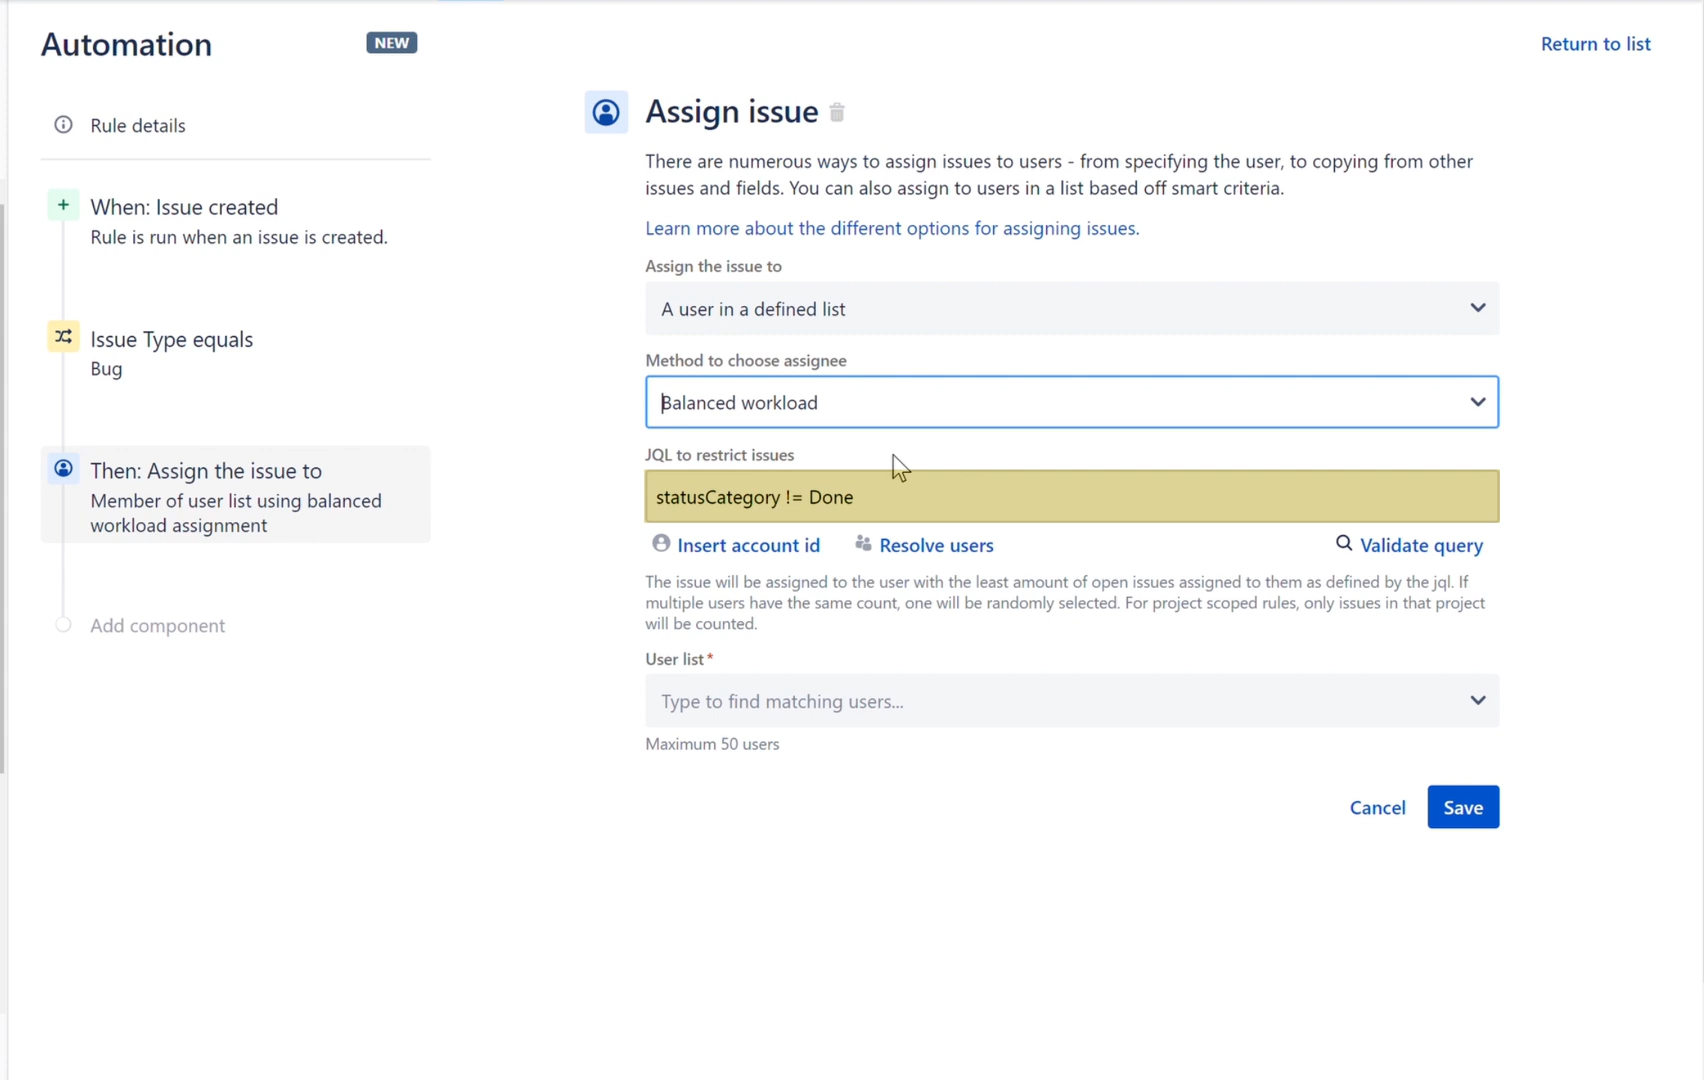 Automation
NEW
Return to list
Rule details
When: Issue created
Rule is run when an issue is created.
Issue Type equals
Bug
Then: Assign the issue to
Member of user list using balanced
workload assignment
Add component
Assign issue
There are numerous ways to assign issues to users - from specifying the user, to copying from other
issues and fields. You can also assign to users in a list based off smart criteria.
Learn more about the different options for assigning issues.
Assign the issue to
A user in a defined list
Method to choose assignee
Balanced workload
JQL to restrict issues
statusCategory != Done
Insert account id
Resolve users
Validate query
The issue will be assigned to the user with the least amount of open issues assigned to them as defined by the jql. If
multiple users have the same count, one will be randomly selected. For project scoped rules, only issues in that project
will be counted.
User list*
Type to find matching users...
Maximum 50 users
Cancel
Save